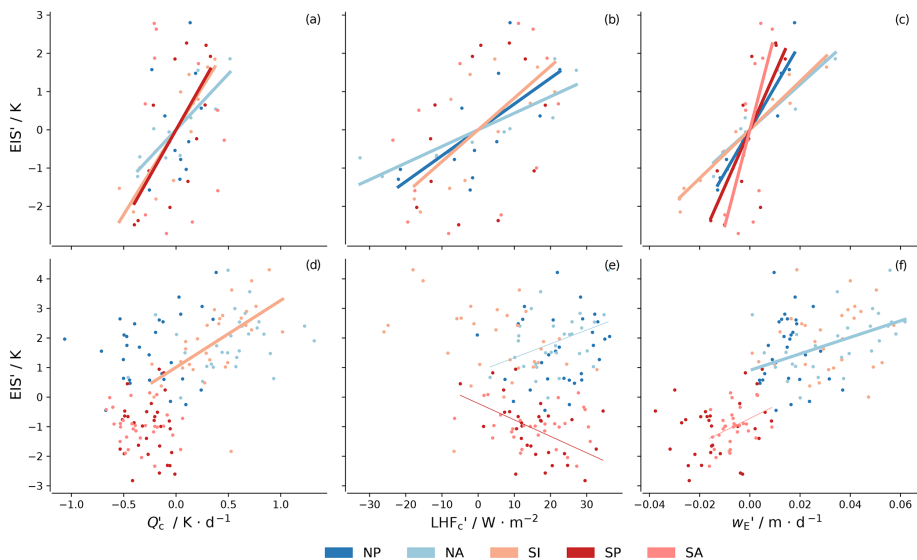 (a) (b) (c)
EIS' / K
3
2
1
0
−1
−2
(d) (e) (f)
EIS' / K
4
3
2
1
0
−1
−2
−3
−1.0 −0.5 0.0 0.5 1.0
−30 −20 −10 0 10 20 30
−0.04 −0.02 0.00 0.02 0.04 0.06
Q'c / K · d⁻¹ LHFc' / W · m⁻² wE' / m · d⁻¹
NP NA SI SP SA